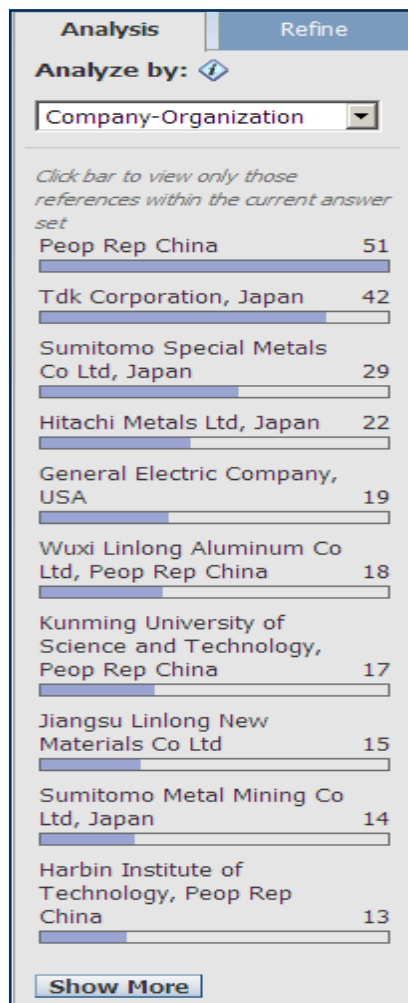 Analysis Refine
Analyze by:
Company-Organization
Click bar to view only those
references within the current answer
set
Peop Rep China 51
Tdk Corporation, Japan 42
Sumitomo Special Metals
Co Ltd, Japan 29
Hitachi Metals Ltd, Japan 22
General Electric Company,
USA 19
Wuxi Linlong Aluminum Co
Ltd, Peop Rep China 18
Kunming University of
Science and Technology,
Peop Rep China 17
Jiangsu Linlong New
Materials Co Ltd 15
Sumitomo Metal Mining Co
Ltd, Japan 14
Harbin Institute of
Technology, Peop Rep
China 13
Show More